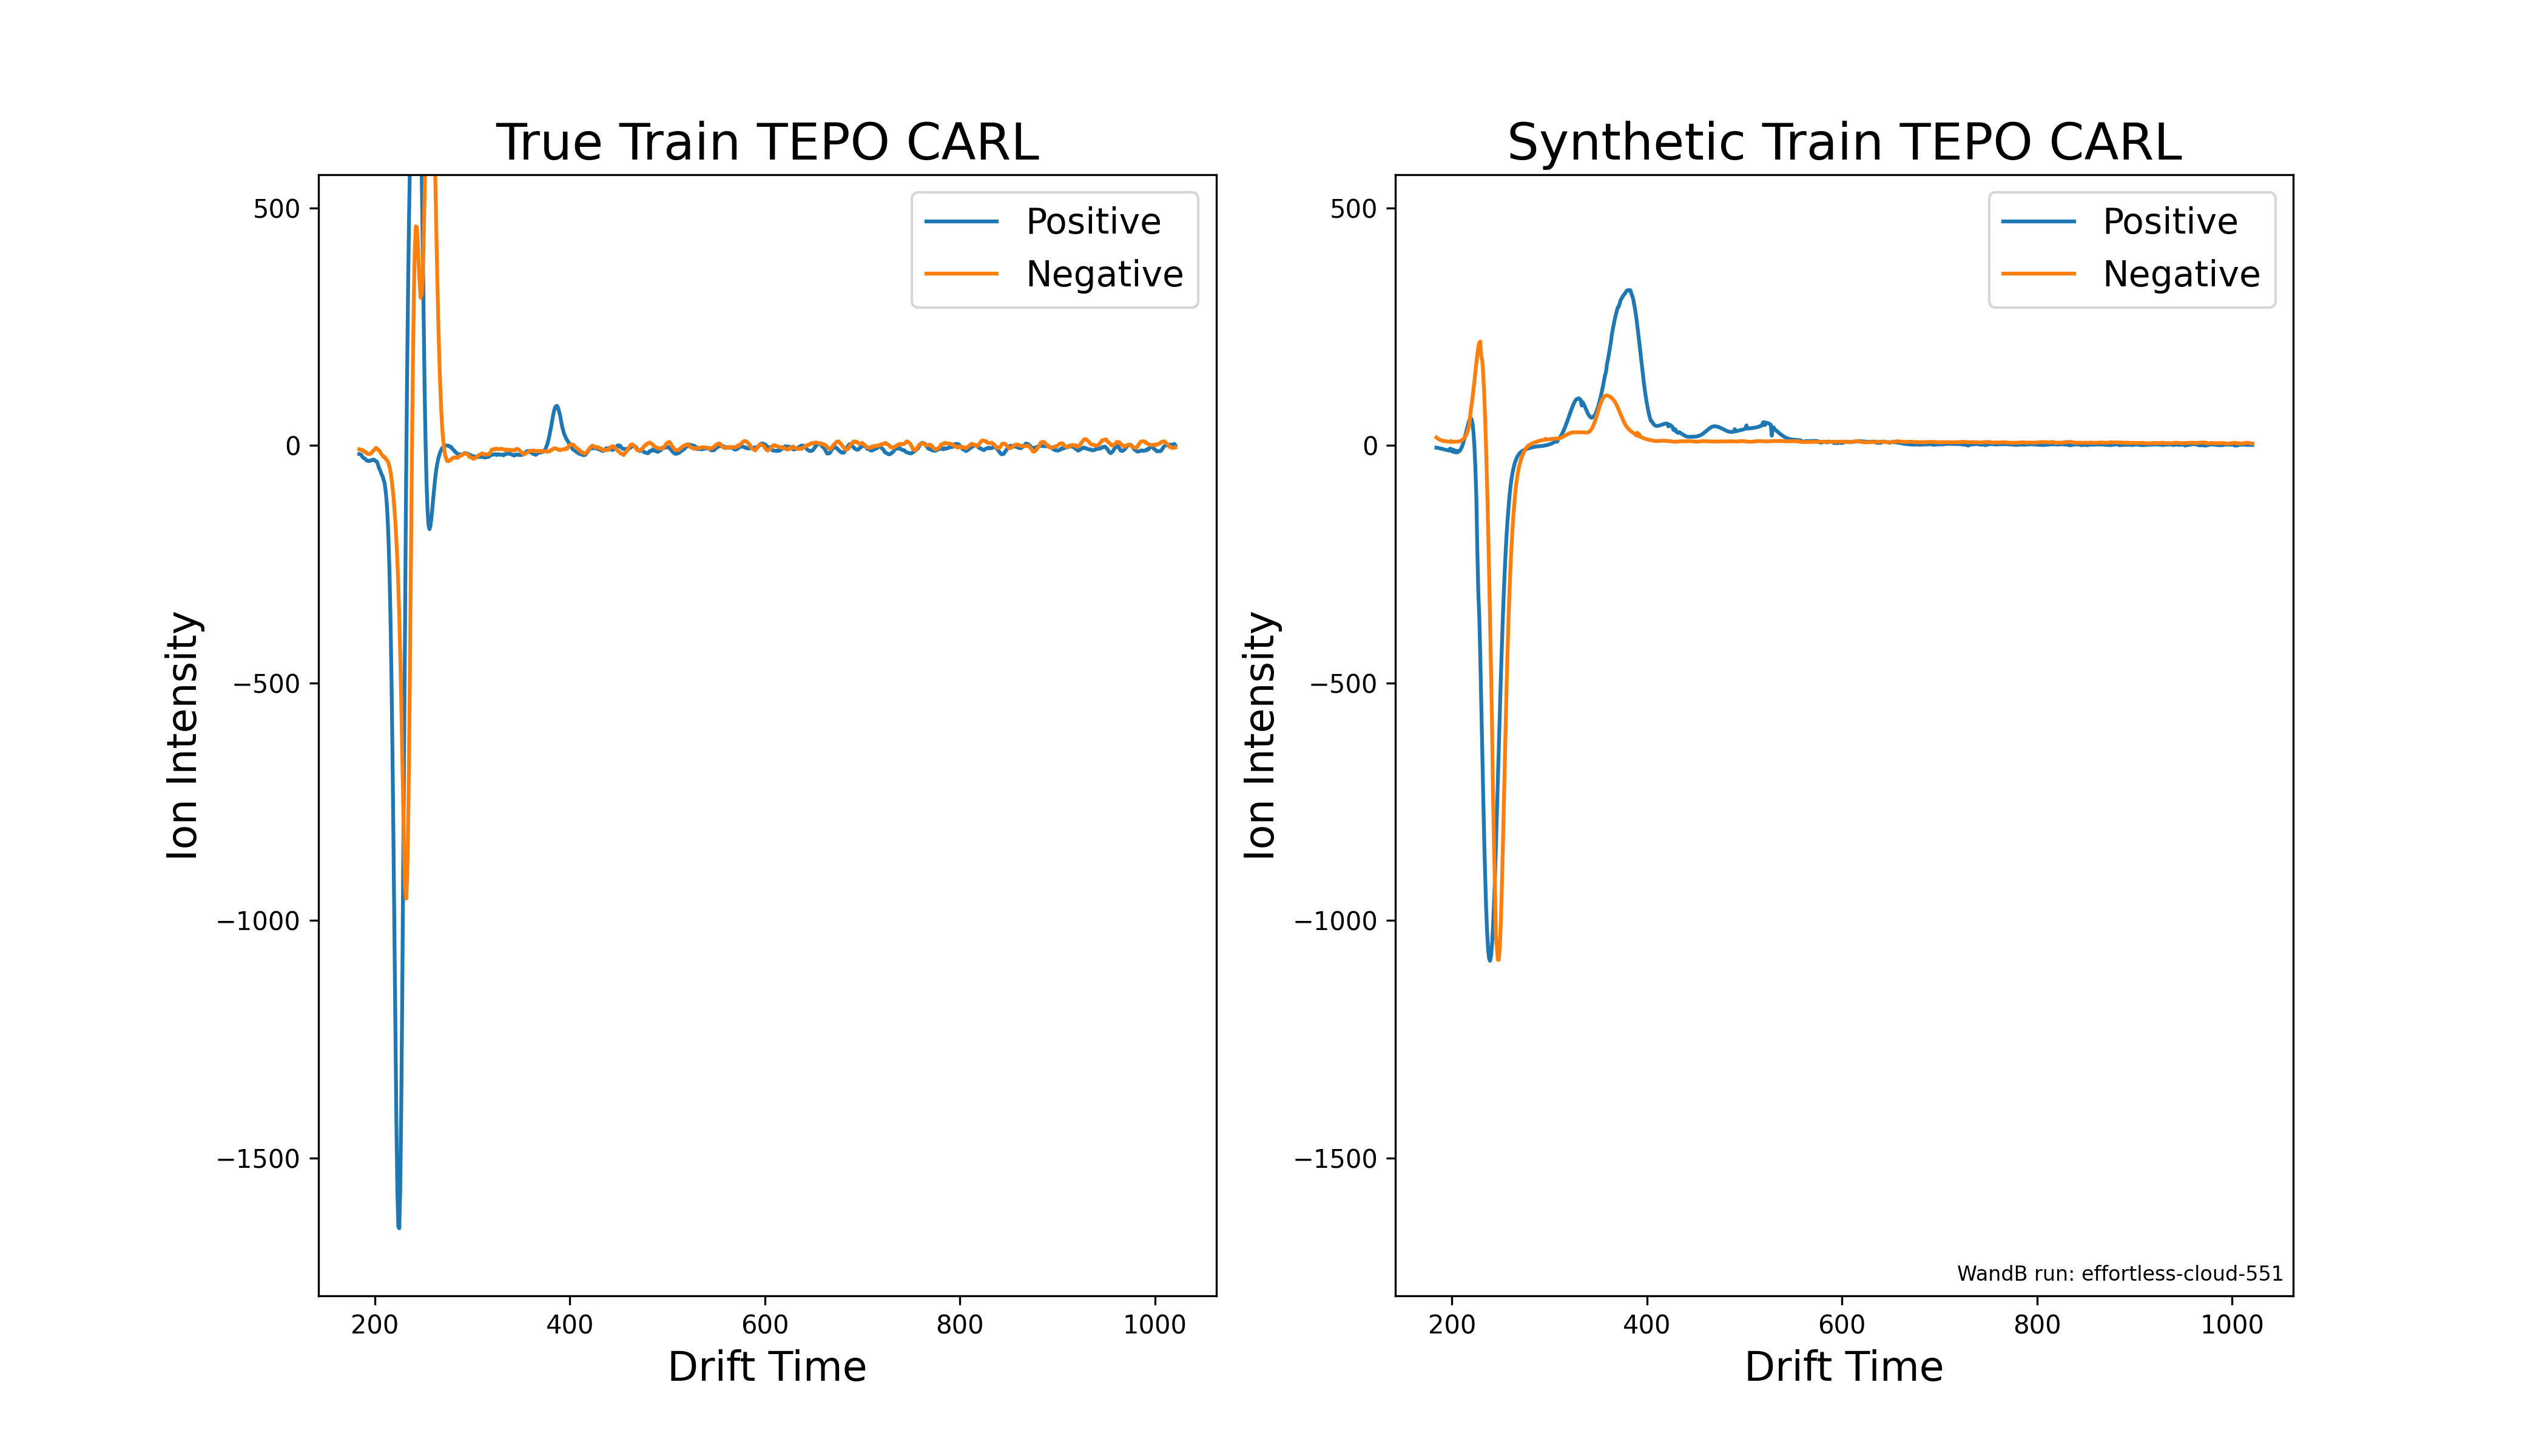 True Train TEPO CARL
Positive
Negative
500
0
−500
−1000
−1500
Ion Intensity
200 400 600 800 1000
Drift Time
Synthetic Train TEPO CARL
Positive
Negative
500
0
−500
−1000
−1500
Ion Intensity
WandB run: effortless-cloud-551
200 400 600 800 1000
Drift Time